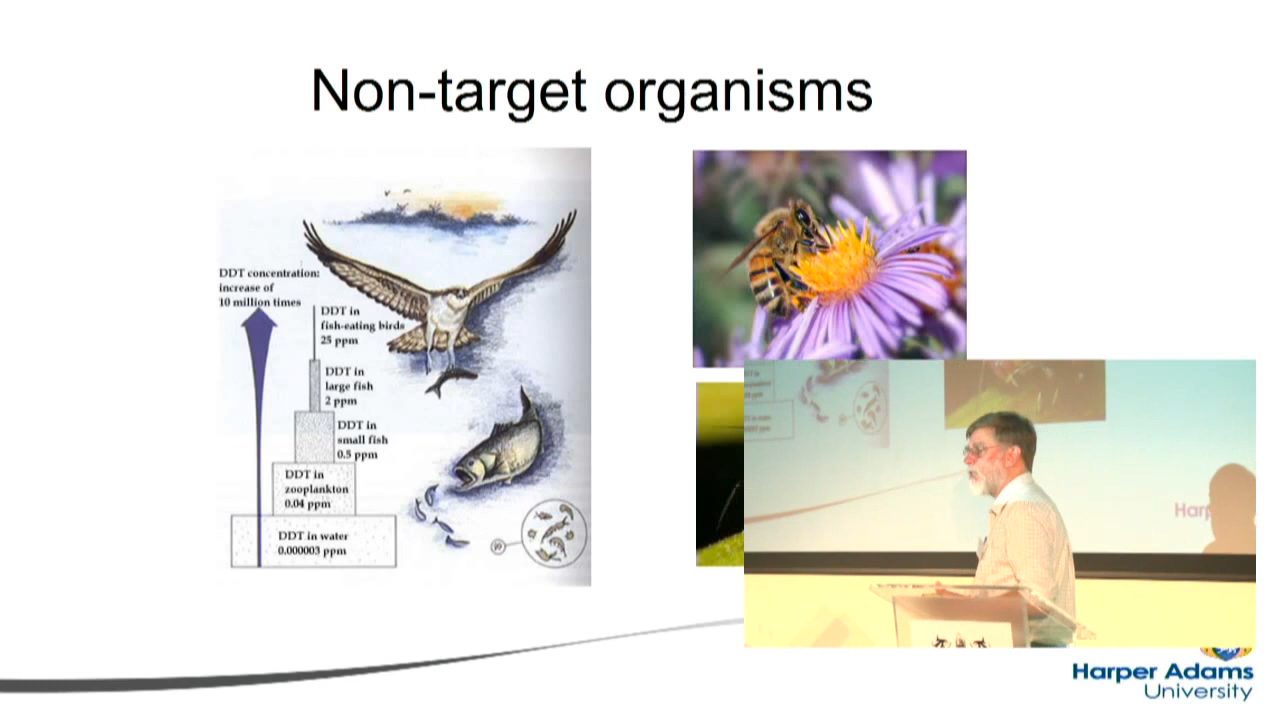 Non-target organisms
DDT concentration:
increase of
10 million times
DDT in
fish-eating birds
25 ppm
DDT in
large fish
2 ppm
DDT in
small fish
0.5 ppm
DDT in
zooplankton
0.04 ppm
DDT in water
0.000003 ppm
Harp
Harper Adams
University